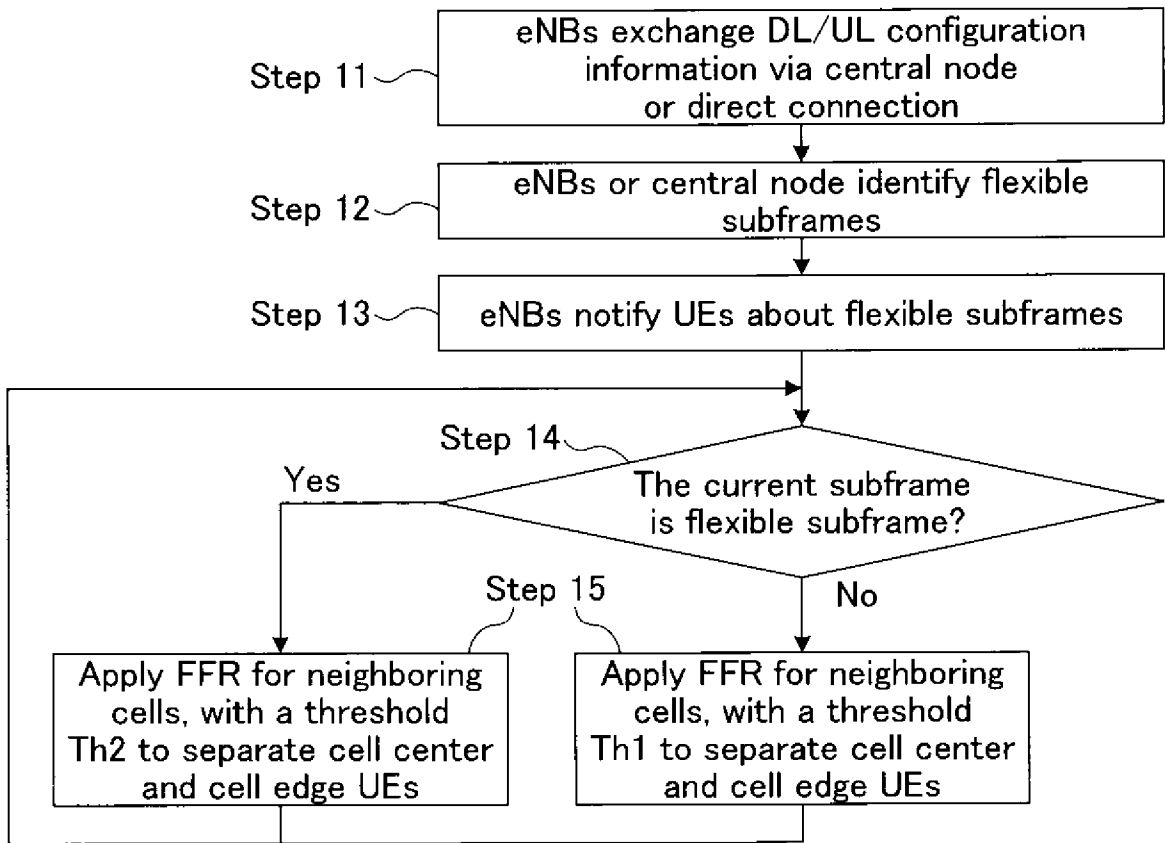 Step 11
eNBs exchange DL/UL configuration
information via central node
or direct connection
Step 12
eNBs or central node identify flexible
subframes
Step 13
eNBs notify UEs about flexible subframes
Step 14
The current subframe
is flexible subframe?
Yes
No
Step 15
Apply FFR for neighboring
cells, with a threshold
Th2 to separate cell center
and cell edge UEs
Apply FFR for neighboring
cells, with a threshold
Th1 to separate cell center
and cell edge UEs